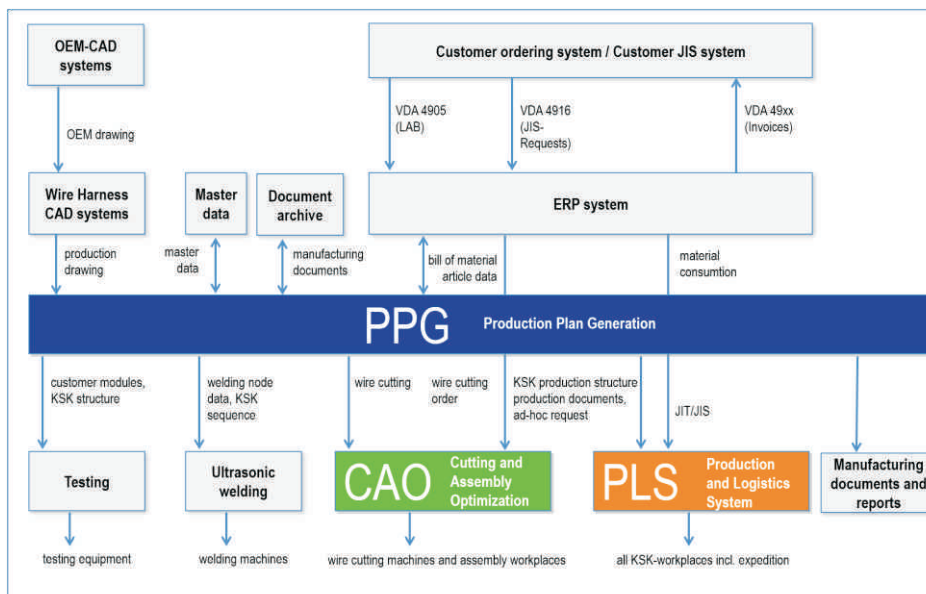 OEM-CAD
systems
Customer ordering system / Customer JIS system
OEM drawing
VDA 4905
(LAB)
VDA 4916
(JIS-
Requests)
VDA 49xx
(Invoices)
Wire Harness
CAD systems
Master
data
Document
archive
ERP system
production
drawing
master
data
manufacturing
documents
bill of material
article data
material
consumtion
PPG Production Plan Generation
customer modules,
KSK structure
welding node
data, KSK
sequence
wire cutting
wire cutting
order
KSK production structure
production documents,
ad-hoc request
JIT/JIS
Testing
Ultrasonic
welding
CAO
Cutting and
Assembly
Optimization
PLS
Production
and Logistics
System
Manufacturing
documents and
reports
testing equipment
welding machines
wire cutting machines and assembly workplaces
all KSK-workplaces incl. expedition